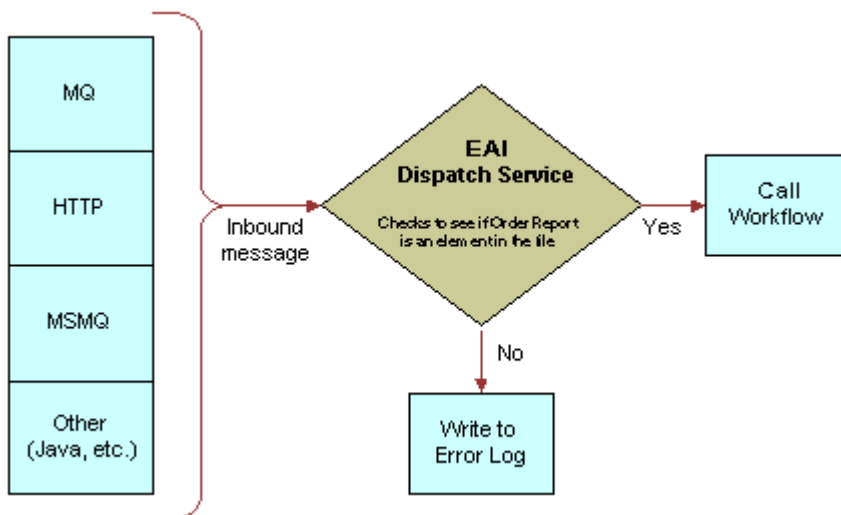 MQ
HTTP
MSMQ
Other
(Java, etc.)
Inbound
message
EAI
Dispatch Service
Checks to see if Order Report
is an element in the file
Yes
Call
Workflow
No
Write to
Error Log